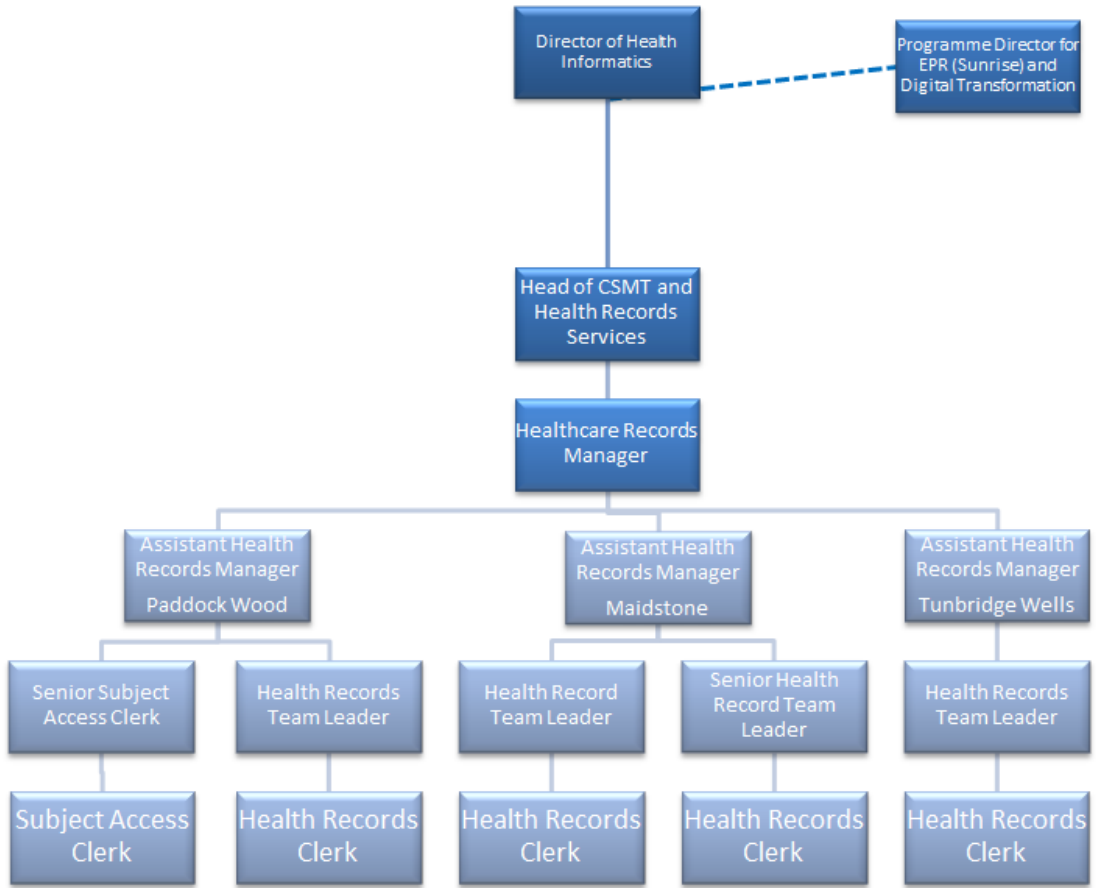 Director of Health
Informatics
Programme Director for
EPR (Sunrise) and
Digital Transformation
Head of CSMT and
Health Records
Services
Healthcare Records
Manager
Assistant Health
Records Manager
Paddock Wood
Assistant Health
Records Manager
Maidstone
Assistant Health
Records Manager
Tunbridge Wells
Senior Subject
Access Clerk
Health Records
Team Leader
Health Record
Team Leader
Senior Health
Record Team
Leader
Health Records
Team Leader
Subject Access
Clerk
Health Records
Clerk
Health Records
Clerk
Health Records
Clerk
Health Records
Clerk